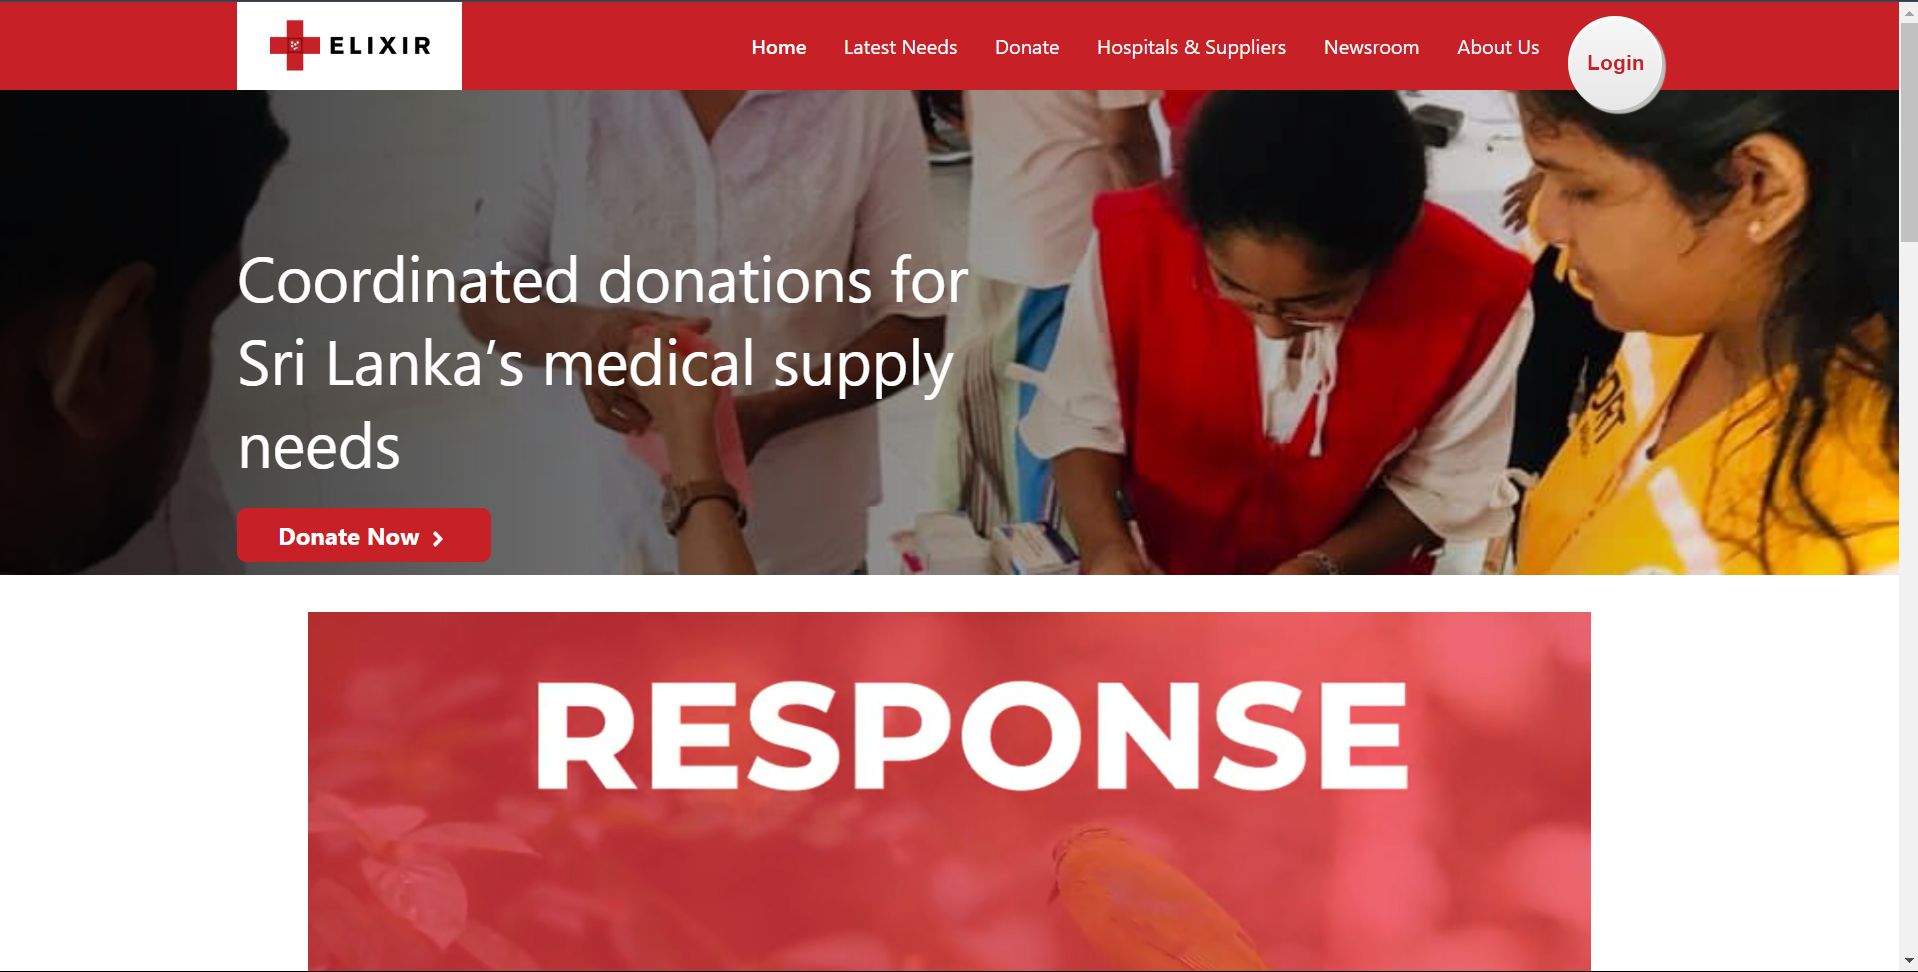 ELIXIR
Home Latest Needs Donate Hospitals & Suppliers Newsroom About Us Login
Coordinated donations for
Sri Lanka’s medical supply
needs
Donate Now
RESPONSE